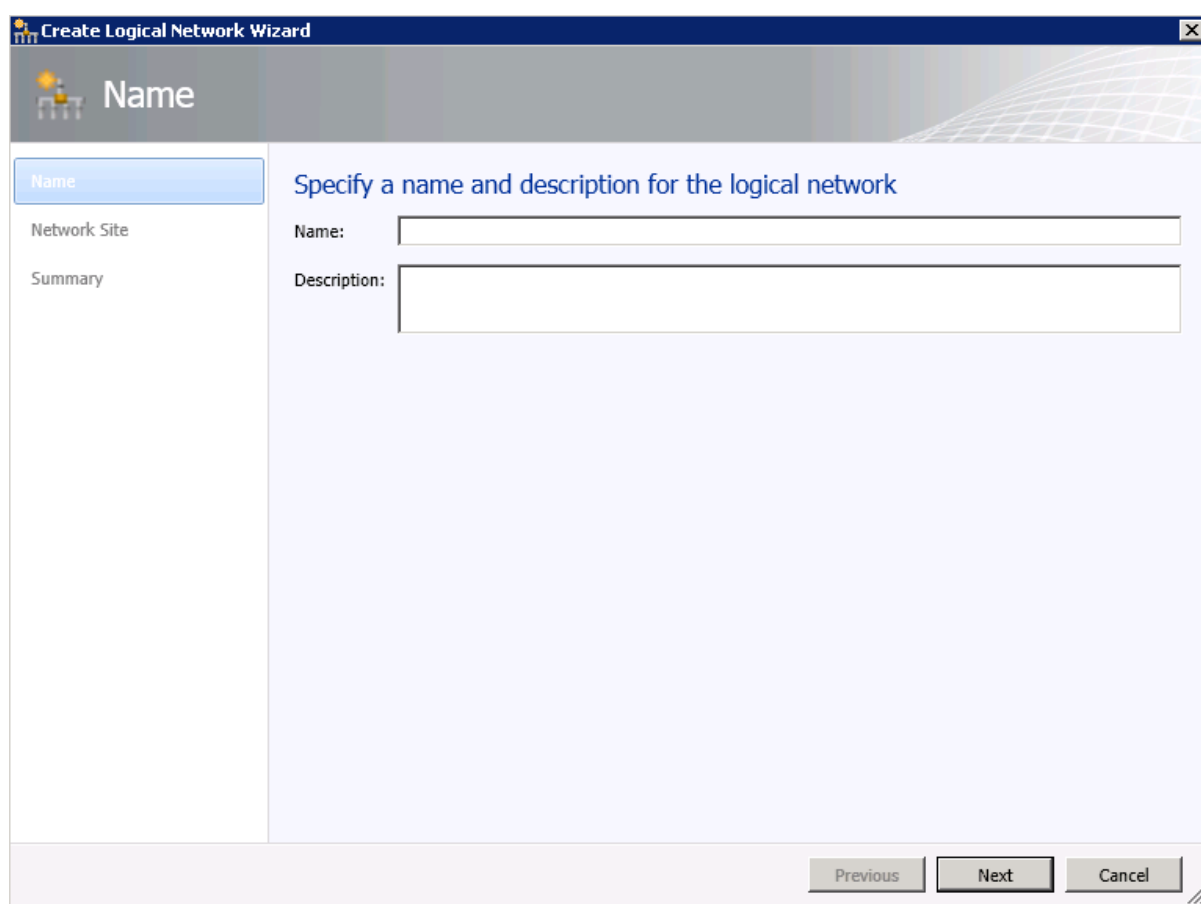 Create Logical Network Wizard
Name
Name
Network Site
Summary
Specify a name and description for the logical network
Name:
Description:
Previous
Next
Cancel